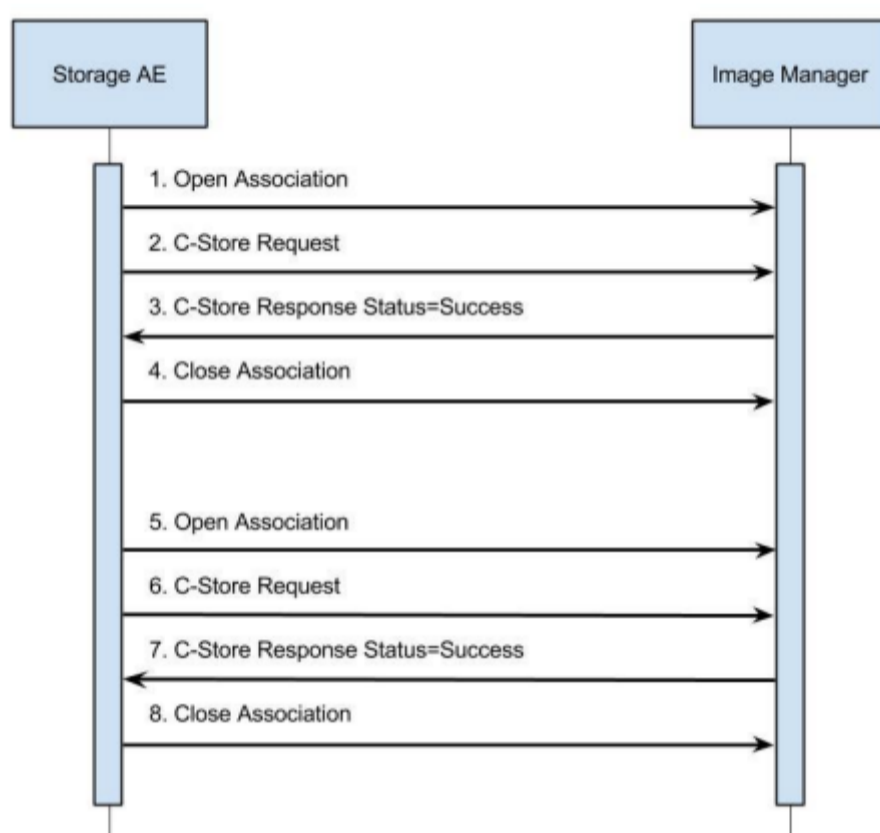 Storage AE
Image Manager
1. Open Association
2. C-Store Request
3. C-Store Response Status=Success
4. Close Association
5. Open Association
6. C-Store Request
7. C-Store Response Status=Success
8. Close Association